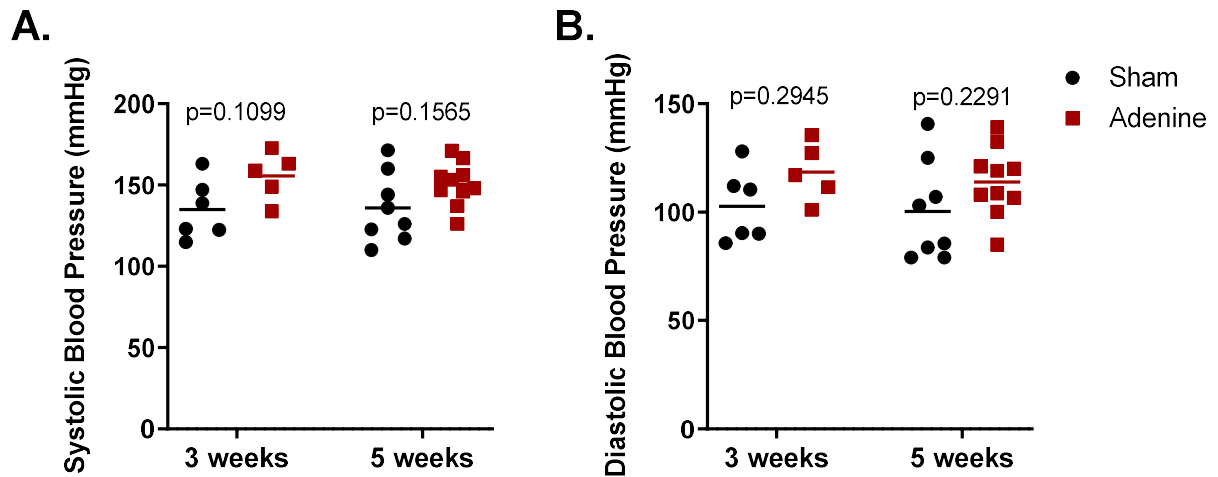 A.
Systolic Blood Pressure (mmHg)
200
150
100
50
0
p=0.1099
p=0.1565
3 weeks
5 weeks
B.
Diastolic Blood Pressure (mmHg)
150
100
50
0
p=0.2945
p=0.2291
3 weeks
5 weeks
Sham
Adenine